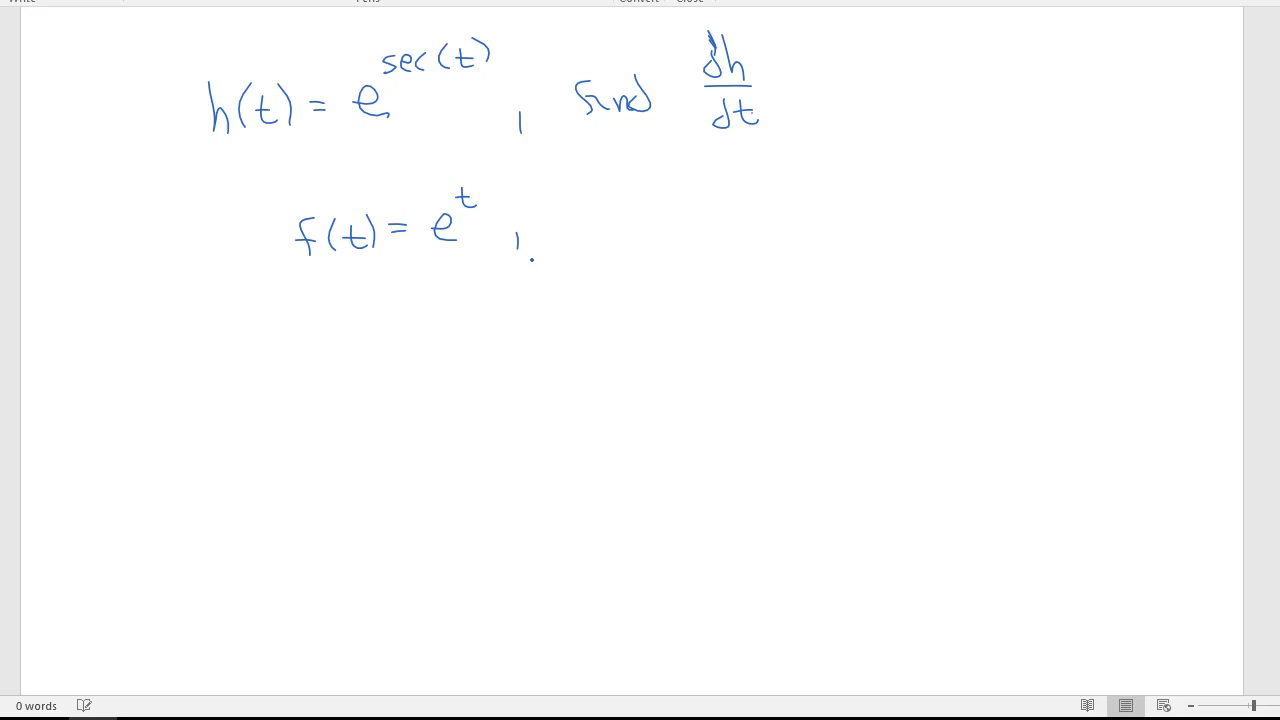 h(t) = e^sec(t) , find dh/dt
f(t) = e^t ,
0 words